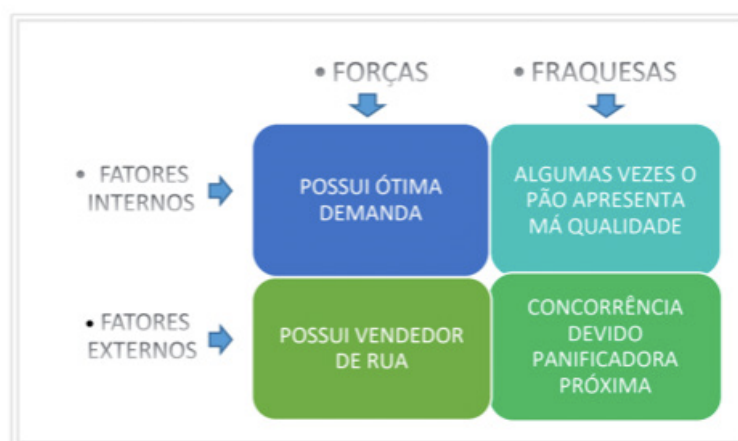 • FORÇAS
• FRAQUESAS
• FATORES
INTERNOS
POSSUI ÓTIMA
DEMANDA
ALGUMAS VEZES O
PÃO APRESENTA
MÁ QUALIDADE
• FATORES
EXTERNOS
POSSUI VENDEDOR
DE RUA
CONCORRÊNCIA
DEVIDO
PANIFICADORA
PRÓXIMA